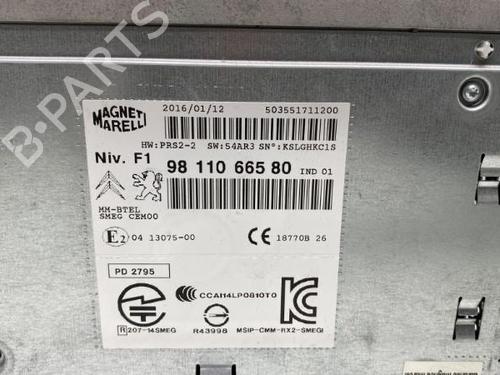 B-PARTS
MAGNETI MARELLI
2016/01/12 503551711200
HW:PRS2-2 SW:54AR3 SN°:KSLGHKC1S
Niv. F1 98 110 665 80 IND 01
MM-BTEL
SMEG CEM00
E2 04 13075-00 CE 18770B 26
PD 2795
CCAH14LP0810T0
R 207-14SMEG R43998 MSIP-CMM-RX2-SMEGI